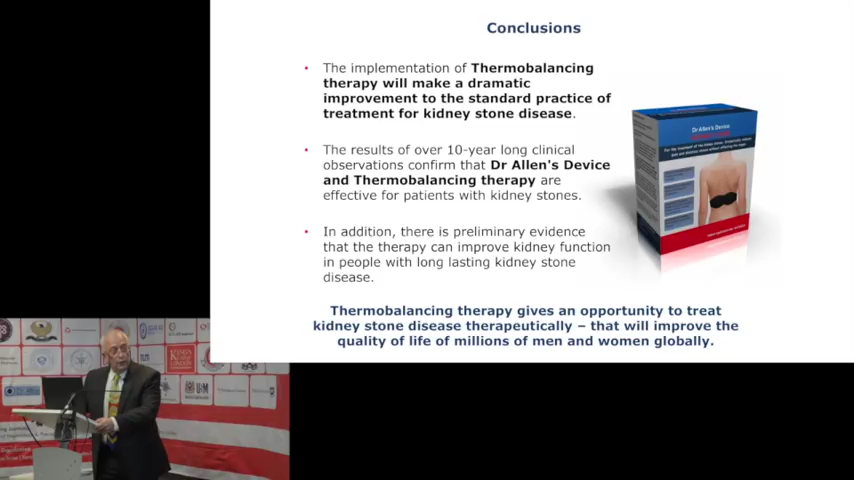 Conclusions
• The implementation of Thermobalancing
therapy will make a dramatic
improvement to the standard practice of
treatment for kidney stone disease.
• The results of over 10-year long clinical
observations confirm that Dr Allen's Device
and Thermobalancing therapy are
effective for patients with kidney stones.
• In addition, there is preliminary evidence
that the therapy can improve kidney function
in people with long lasting kidney stone
disease.
Thermobalancing therapy gives an opportunity to treat
kidney stone disease therapeutically – that will improve the
quality of life of millions of men and women globally.
Dr Allen's Device